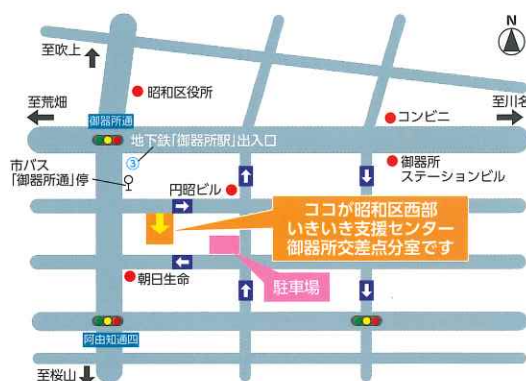 N
至吹上
昭和区役所
至荒畑
コンビニ
至川名
御器所通
地下鉄「御器所駅」出入口
③
市バス
「御器所通」停
御器所
ステーションビル
円昭ビル
ココが昭和区西部
いきいき支援センター
御器所交差点分室です
駐車場
朝日生命
阿由知通四
至桜山